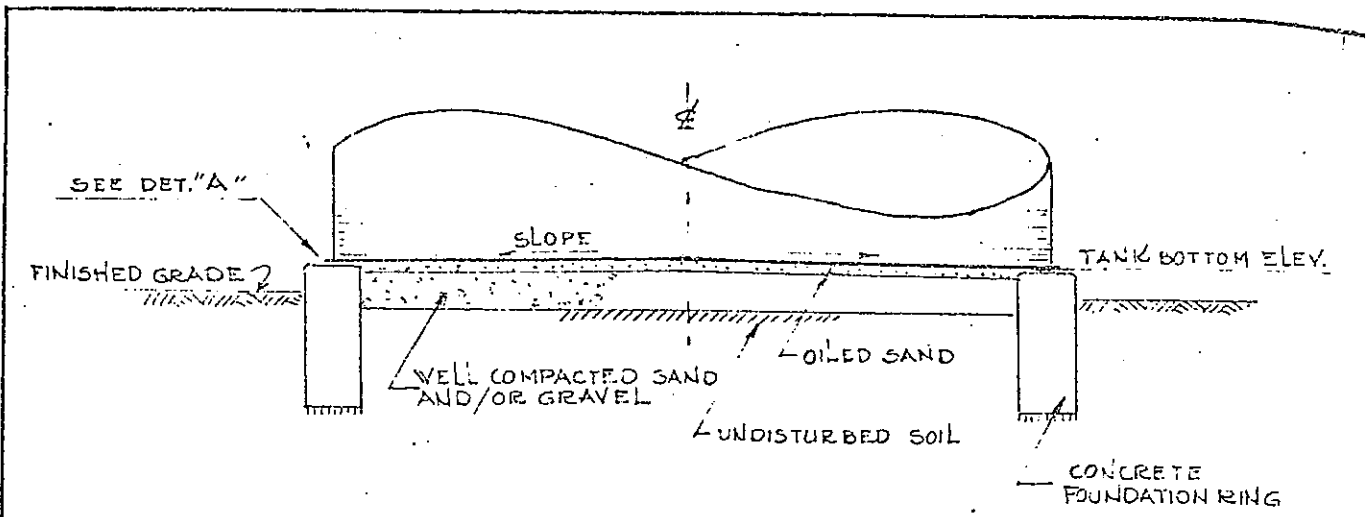 ℄
SEE DET. "A"
SLOPE
FINISHED GRADE
TANK BOTTOM ELEV.
OILED SAND
WELL COMPACTED SAND
AND/OR GRAVEL
UNDISTURBED SOIL
CONCRETE
FOUNDATION RING